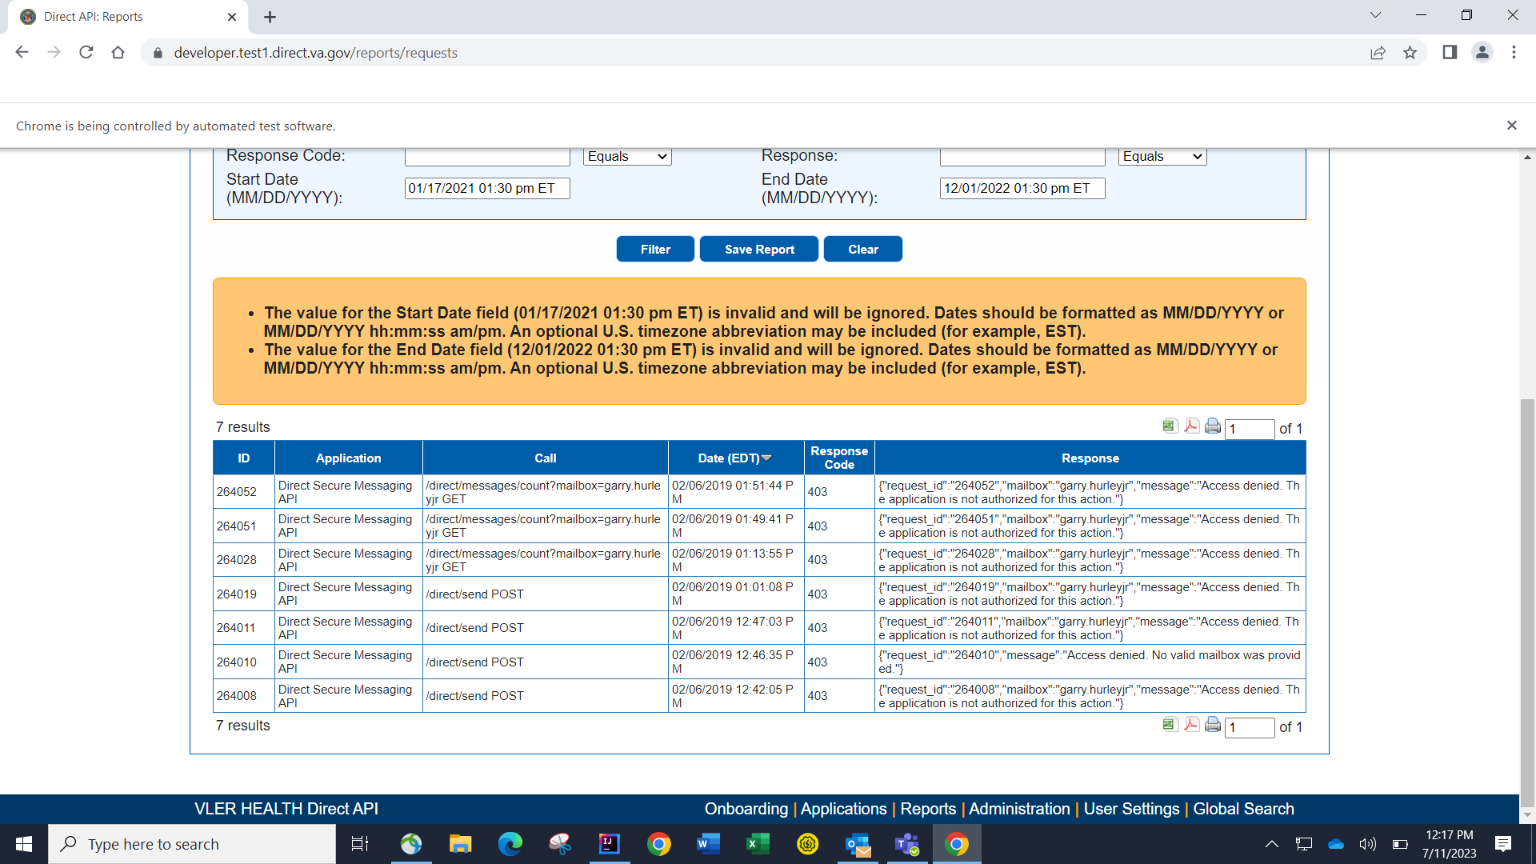 Direct API: Reports
developer.test1.direct.va.gov/reports/requests
Chrome is being controlled by automated test software.
Response Code: Equals Response: Equals
Start Date
(MM/DD/YYYY): 01/17/2021 01:30 pm ET
End Date
(MM/DD/YYYY): 12/01/2022 01:30 pm ET
Filter Save Report Clear
• The value for the Start Date field (01/17/2021 01:30 pm ET) is invalid and will be ignored. Dates should be formatted as MM/DD/YYYY or
MM/DD/YYYY hh:mm:ss am/pm. An optional U.S. timezone abbreviation may be included (for example, EST).
• The value for the End Date field (12/01/2022 01:30 pm ET) is invalid and will be ignored. Dates should be formatted as MM/DD/YYYY or
MM/DD/YYYY hh:mm:ss am/pm. An optional U.S. timezone abbreviation may be included (for example, EST).
7 results 1 of 1
ID Application Call Date (EDT) Response Code Response
264052 Direct Secure Messaging API /direct/messages/count?mailbox=garry.hurleyjr GET 02/06/2019 01:51:44 PM 403 {"request_id":"264052","mailbox":"garry.hurleyjr","message":"Access denied. The application is not authorized for this action."}
264051 Direct Secure Messaging API /direct/messages/count?mailbox=garry.hurleyjr GET 02/06/2019 01:49:41 PM 403 {"request_id":"264051","mailbox":"garry.hurleyjr","message":"Access denied. The application is not authorized for this action."}
264028 Direct Secure Messaging API /direct/messages/count?mailbox=garry.hurleyjr GET 02/06/2019 01:13:55 PM 403 {"request_id":"264028","mailbox":"garry.hurleyjr","message":"Access denied. The application is not authorized for this action."}
264019 Direct Secure Messaging API /direct/send POST 02/06/2019 01:01:08 PM 403 {"request_id":"264019","mailbox":"garry.hurleyjr","message":"Access denied. The application is not authorized for this action."}
264011 Direct Secure Messaging API /direct/send POST 02/06/2019 12:47:03 PM 403 {"request_id":"264011","mailbox":"garry.hurleyjr","message":"Access denied. The application is not authorized for this action."}
264010 Direct Secure Messaging API /direct/send POST 02/06/2019 12:46:35 PM 403 {"request_id":"264010","message":"Access denied. No valid mailbox was provided."}
264008 Direct Secure Messaging API /direct/send POST 02/06/2019 12:42:05 PM 403 {"request_id":"264008","mailbox":"garry.hurleyjr","message":"Access denied. The application is not authorized for this action."}
7 results 1 of 1
VLER HEALTH Direct API Onboarding | Applications | Reports | Administration | User Settings | Global Search
Type here to search
12:17 PM
7/11/2023